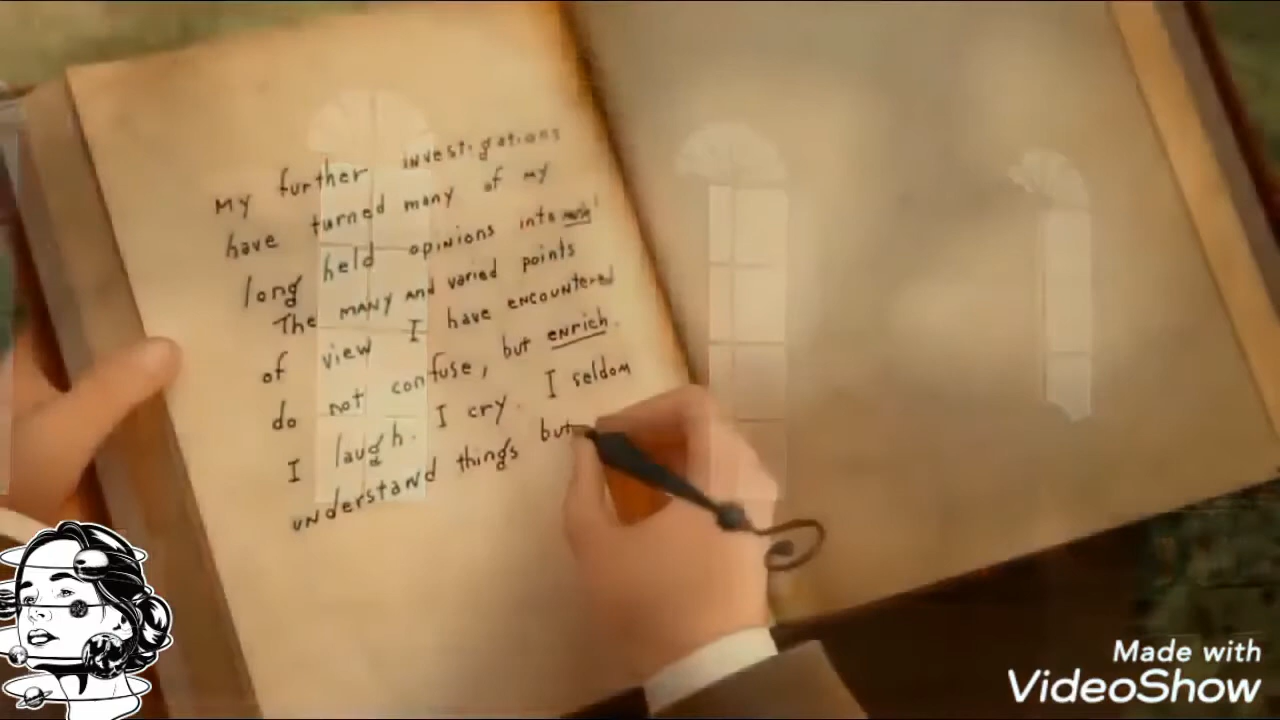 My further investigations
have turned many of my
long held opinions into
The MANY and varied points
of view I have encountered
do not confuse, but enrich.
I laugh. I cry. I seldom
understand things but
Made with
VideoShow